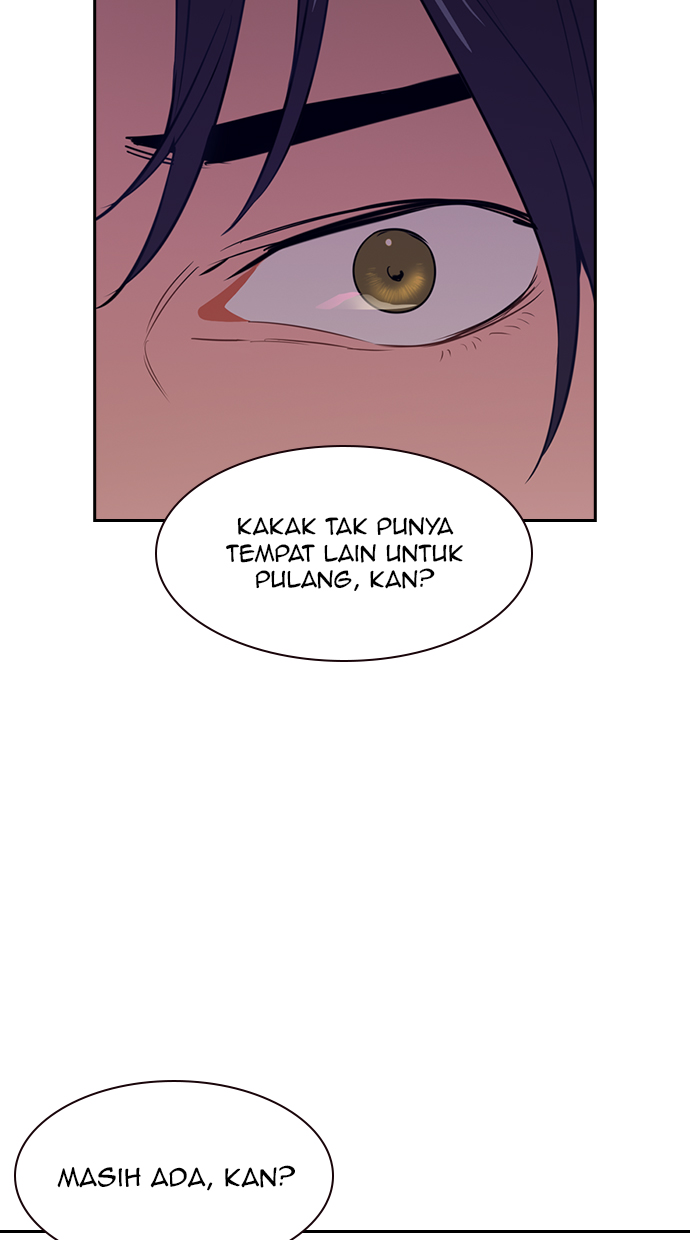 KAKAK TAK PUNYA
TEMPAT LAIN UNTUK
PULANG, KAN?
MASIH ADA, KAN?